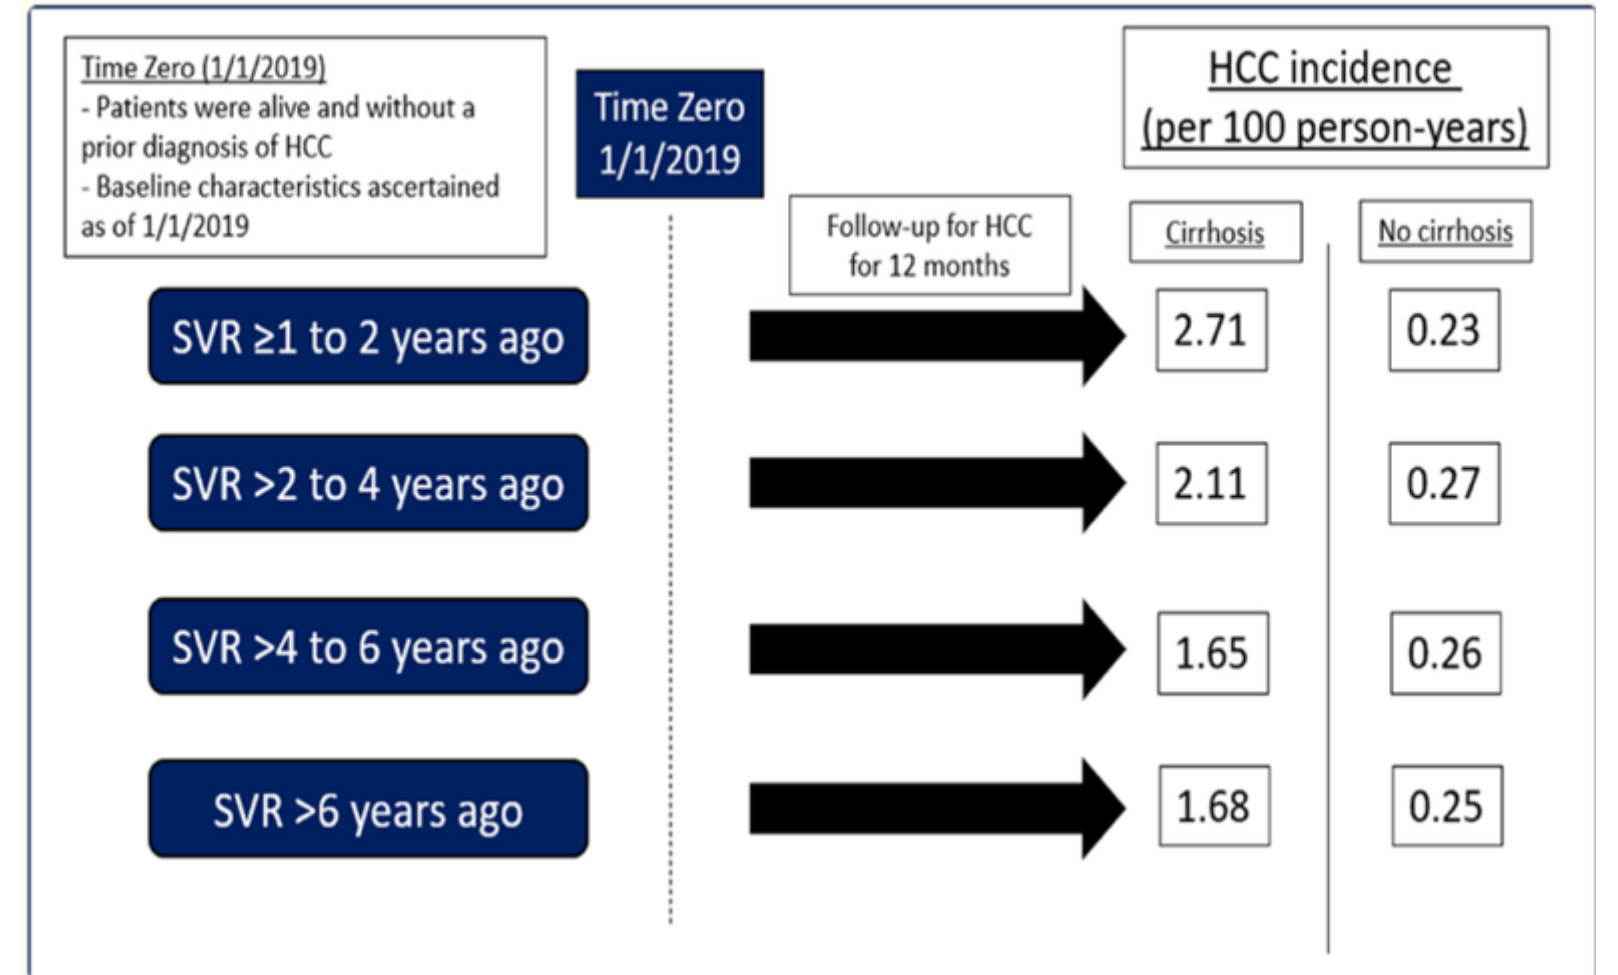 Time Zero (1/1/2019)
- Patients were alive and without a
prior diagnosis of HCC
- Baseline characteristics ascertained
as of 1/1/2019
Time Zero
1/1/2019
HCC incidence
(per 100 person-years)
Follow-up for HCC
for 12 months
Cirrhosis
No cirrhosis
SVR ≥1 to 2 years ago
2.71
0.23
SVR >2 to 4 years ago
2.11
0.27
SVR >4 to 6 years ago
1.65
0.26
SVR >6 years ago
1.68
0.25